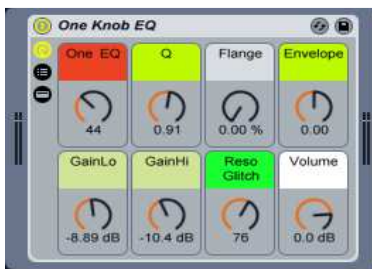 One Knob EQ
One EQ Q Flange Envelope
44 0.91 0.00 % 0.00
GainLo GainHi Reso Glitch Volume
-8.89 dB -10.4 dB 76 0.0 dB